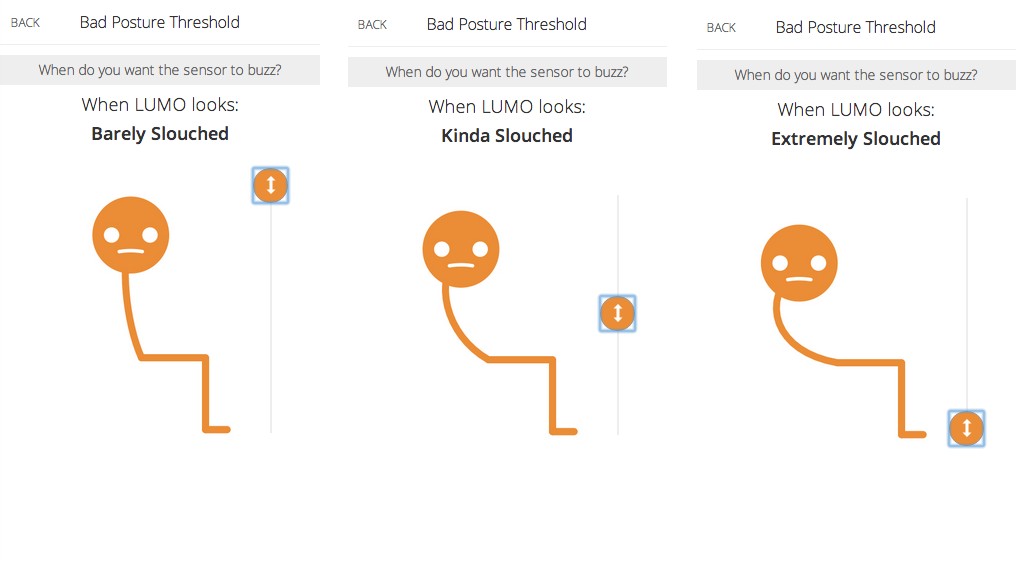 BACK Bad Posture Threshold
When do you want the sensor to buzz?
When LUMO looks:
Barely Slouched
BACK Bad Posture Threshold
When do you want the sensor to buzz?
When LUMO looks:
Kinda Slouched
BACK Bad Posture Threshold
When do you want the sensor to buzz?
When LUMO looks:
Extremely Slouched